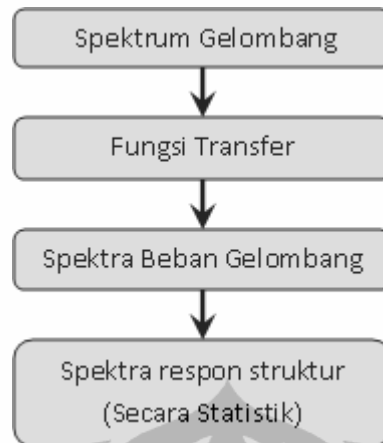 Spektrum Gelombang
Fungsi Transfer
Spektra Beban Gelombang
Spektra respon struktur
(Secara Statistik)